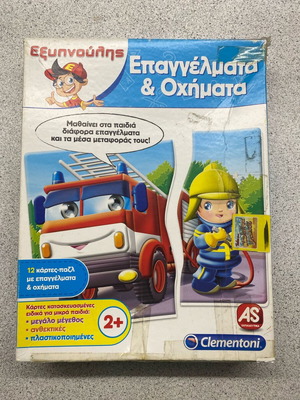 Εξυπνούλης
Επαγγέλματα
& Οχήματα
Μαθαίνει στα παιδιά
διάφορα επαγγέλματα
και τα μέσα μεταφοράς τους!
12 κάρτες-παζλ
με επαγγέλματα
& οχήματα
Κάρτες κατασκευασμένες
ειδικά για μικρά παιδιά:
• μεγάλο μέγεθος
• ανθεκτικές
• πλαστικοποιημένες
2+
AS
Clementoni